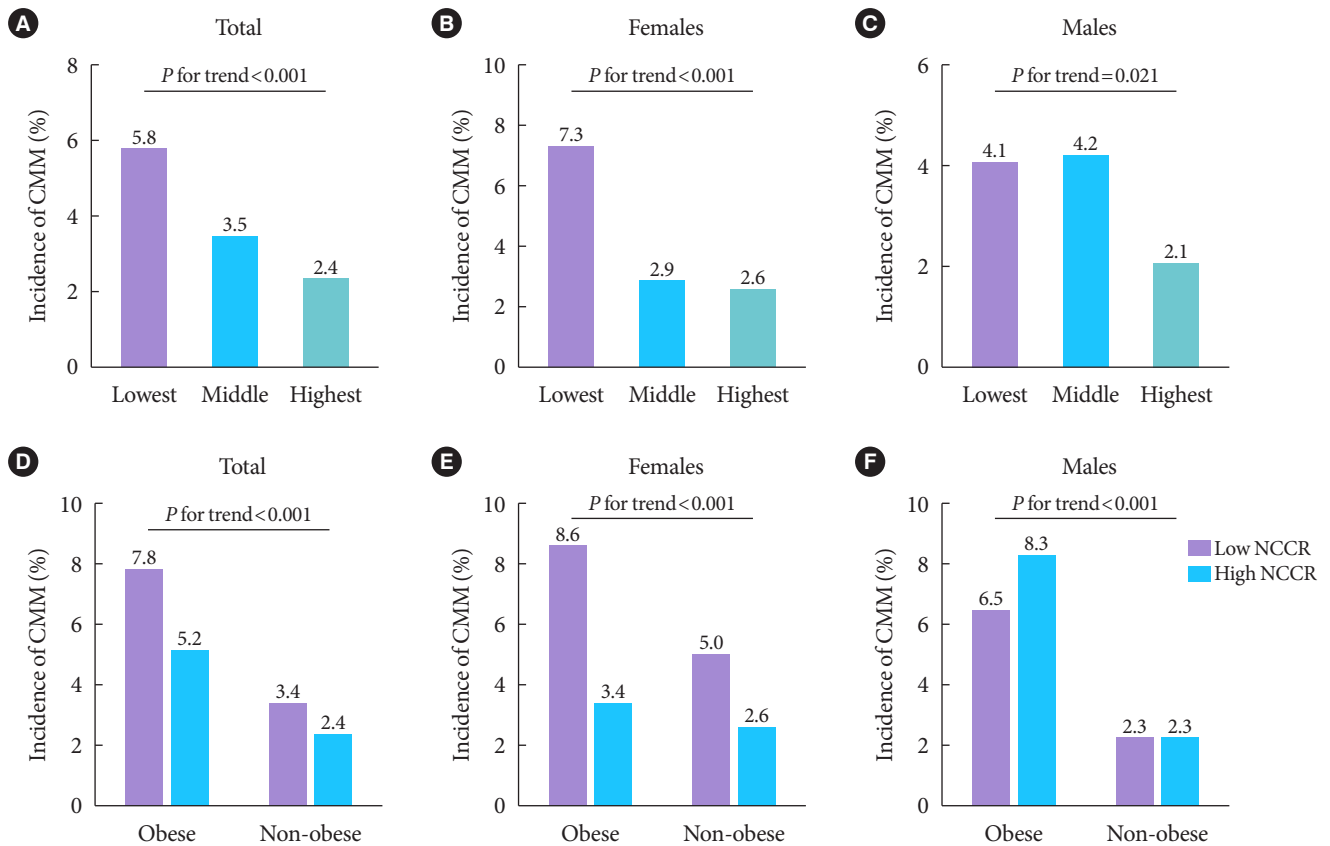 A
Total
Incidence of CMM (%)
8
6
4
2
0
P for trend<0.001
5.8
3.5
2.4
Lowest Middle Highest
B
Females
Incidence of CMM (%)
10
8
6
4
2
0
P for trend<0.001
7.3
2.9
2.6
Lowest Middle Highest
C
Males
Incidence of CMM (%)
6
4
2
0
P for trend=0.021
4.1
4.2
2.1
Lowest Middle Highest
D
Total
Incidence of CMM (%)
10
8
6
4
2
0
P for trend<0.001
7.8
5.2
3.4
2.4
Obese Non-obese
E
Females
Incidence of CMM (%)
10
8
6
4
2
0
P for trend<0.001
8.6
3.4
5.0
2.6
Obese Non-obese
F
Males
Incidence of CMM (%)
10
8
6
4
2
0
P for trend<0.001
6.5
8.3
2.3
2.3
Obese Non-obese
Low NCCR
High NCCR